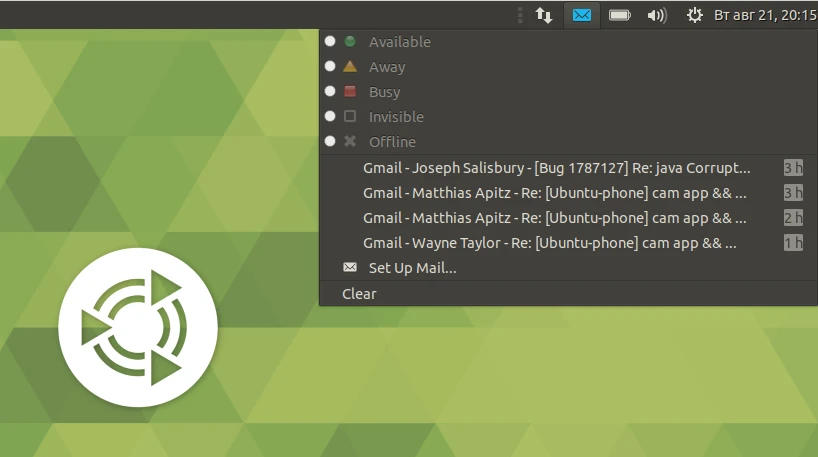 Вт авг 21, 20:15
Available
Away
Busy
Invisible
Offline
Gmail - Joseph Salisbury - [Bug 1787127] Re: java Corrupt... 3 h
Gmail - Matthias Apitz - Re: [Ubuntu-phone] cam app && ... 3 h
Gmail - Matthias Apitz - Re: [Ubuntu-phone] cam app && ... 2 h
Gmail - Wayne Taylor - Re: [Ubuntu-phone] cam app && ... 1 h
Set Up Mail...
Clear